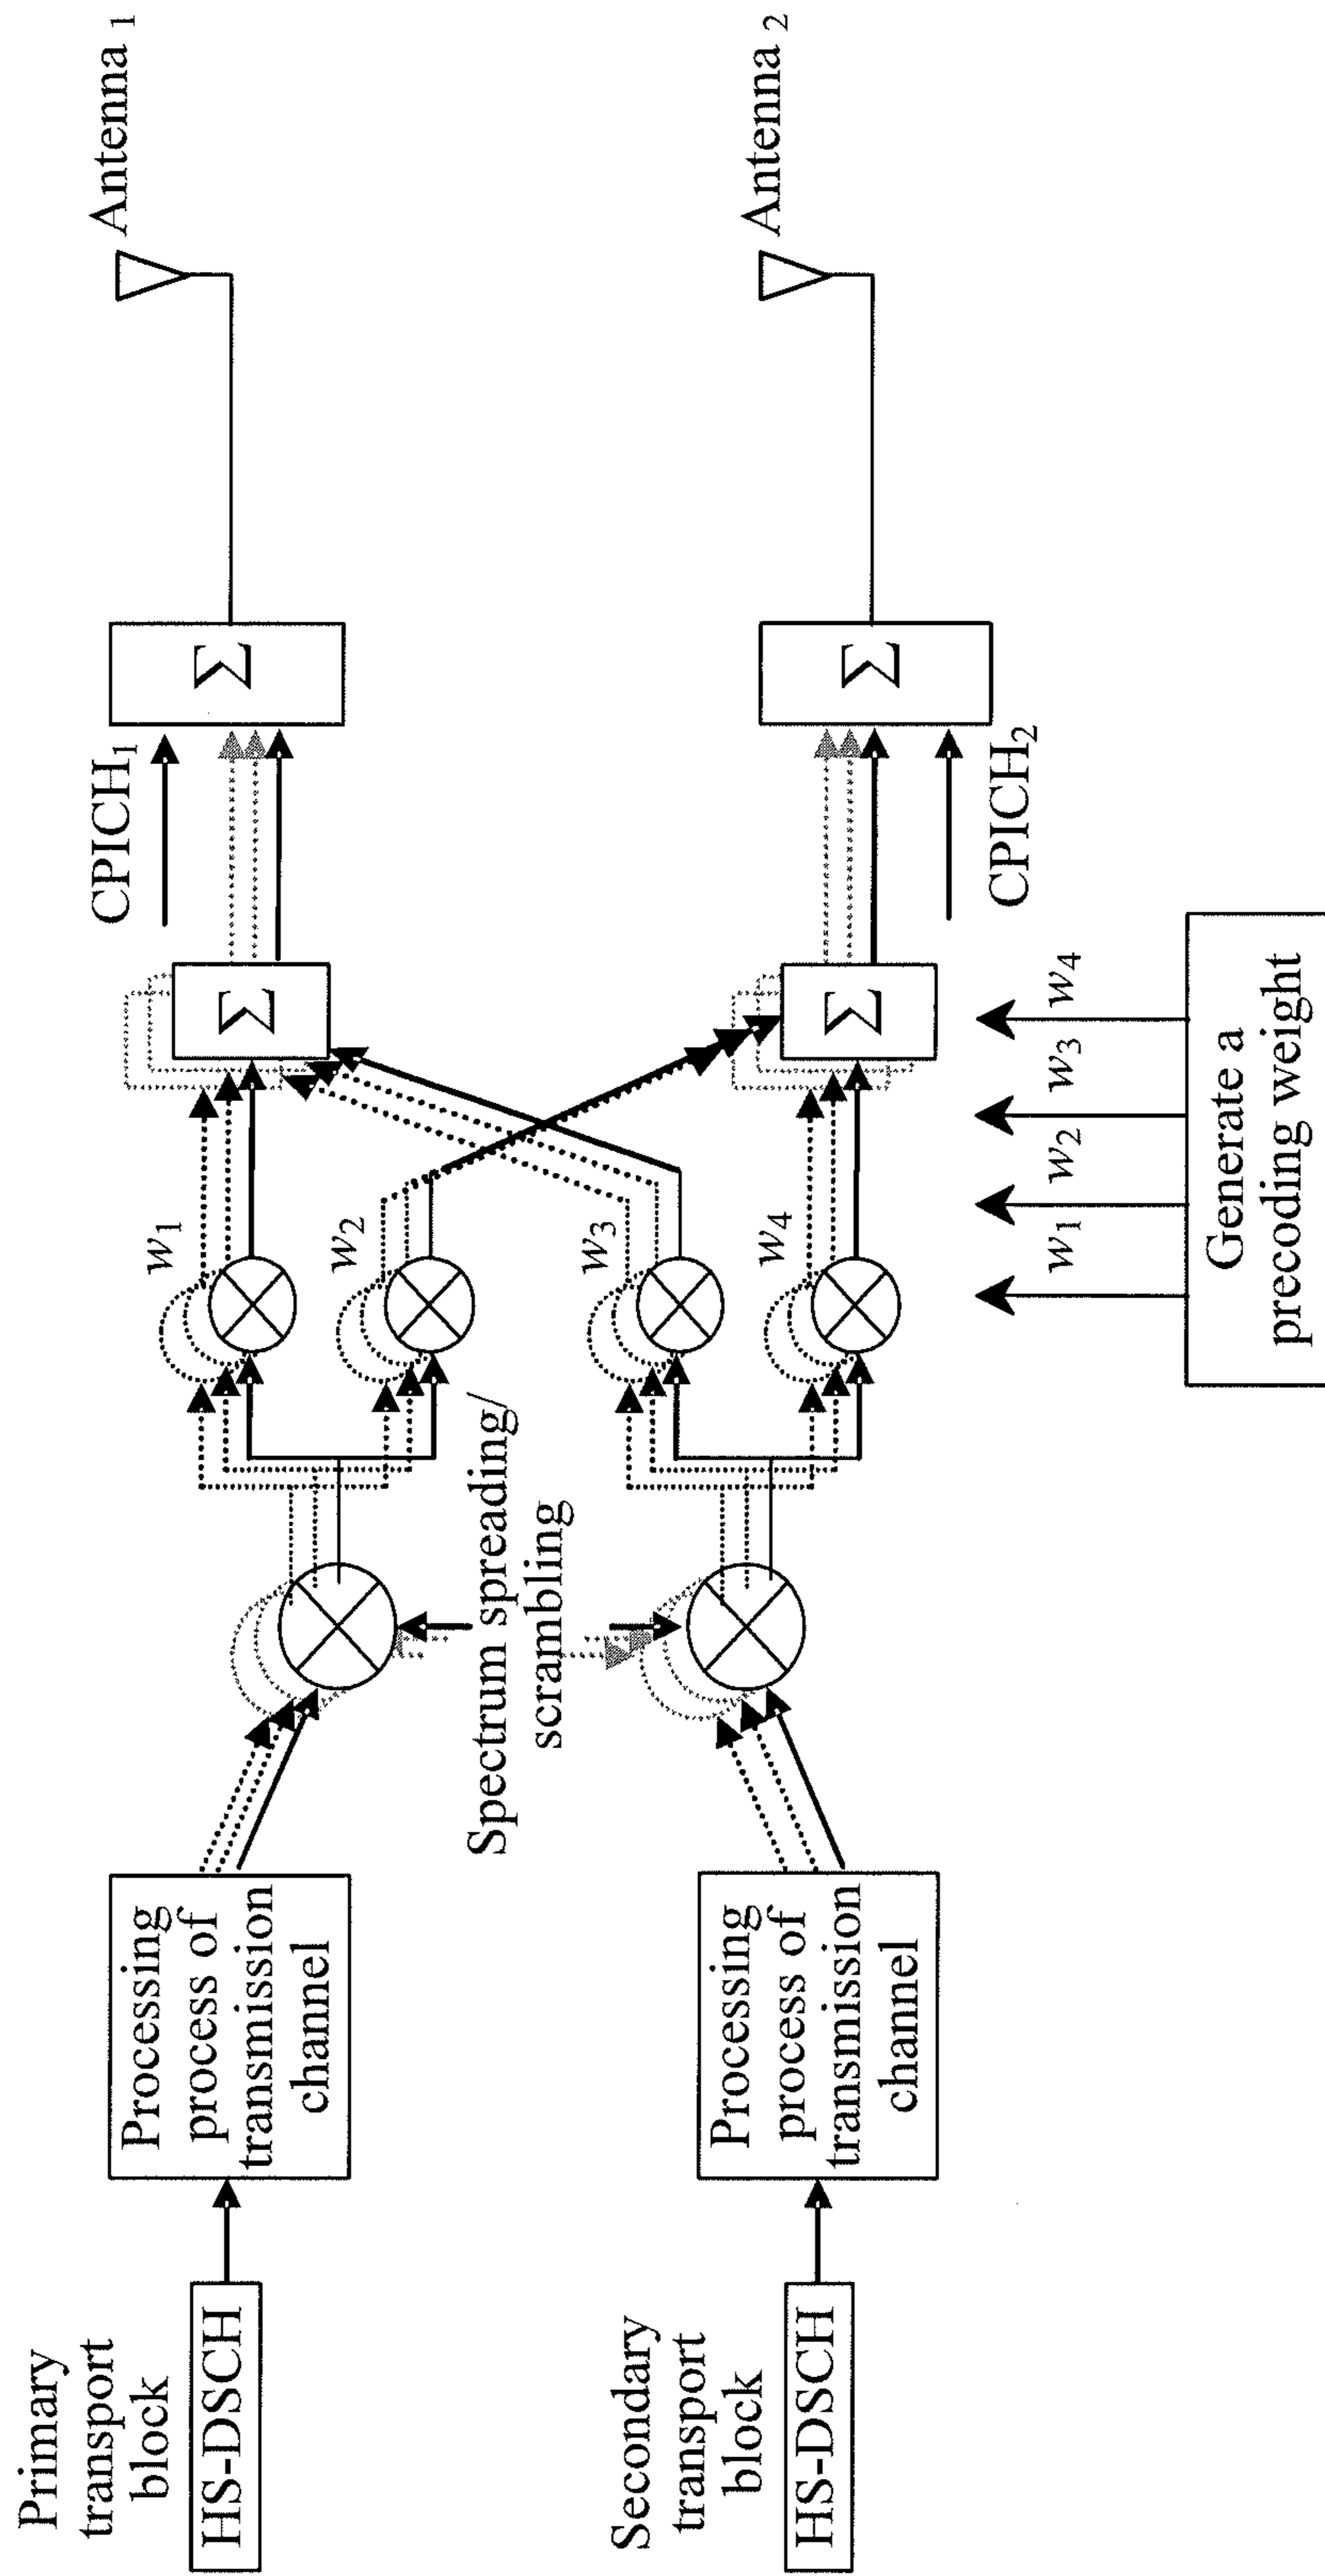 Primary
transport
block
HS-DSCH
Processing
process of
transmission
channel
w1
w2
CPICH1
Σ
Σ
Antenna 1
Spectrum spreading/
scrambling
Secondary
transport
block
HS-DSCH
Processing
process of
transmission
channel
w3
w4
Σ
Σ
CPICH2
Antenna 2
w1
w2
w3
w4
Generate a
precoding weight